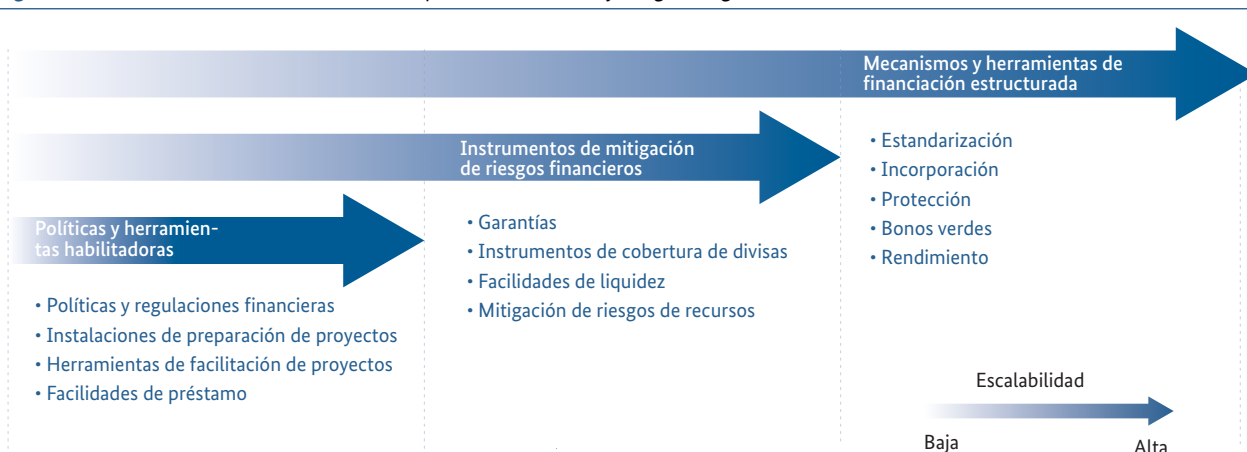 Mecanismos y herramientas de
financiación estructurada
• Estandarización
• Incorporación
• Protección
• Bonos verdes
• Rendimiento
Instrumentos de mitigación
de riesgos financieros
• Garantías
• Instrumentos de cobertura de divisas
• Facilidades de liquidez
• Mitigación de riesgos de recursos
Políticas y herramien-
tas habilitadoras
• Políticas y regulaciones financieras
• Instalaciones de preparación de proyectos
• Herramientas de facilitación de proyectos
• Facilidades de préstamo
Escalabilidad
Baja
Alta